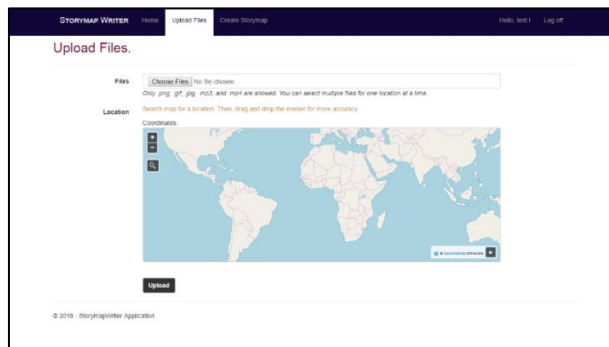 STORYMAP WRITER Home Upload Files Create Storymap Hello, test ! Log off
Upload Files.
Files Choose Files No file chosen
Only .png, .gif, .jpg, .mp3, and .mp4 are allowed. You can select multiple files for one location at a time.
Location Search map for a location. Then, drag and drop the marker for more accuracy
Coordinates:
+
−
Upload
© 2016 - StorymapWriter Application